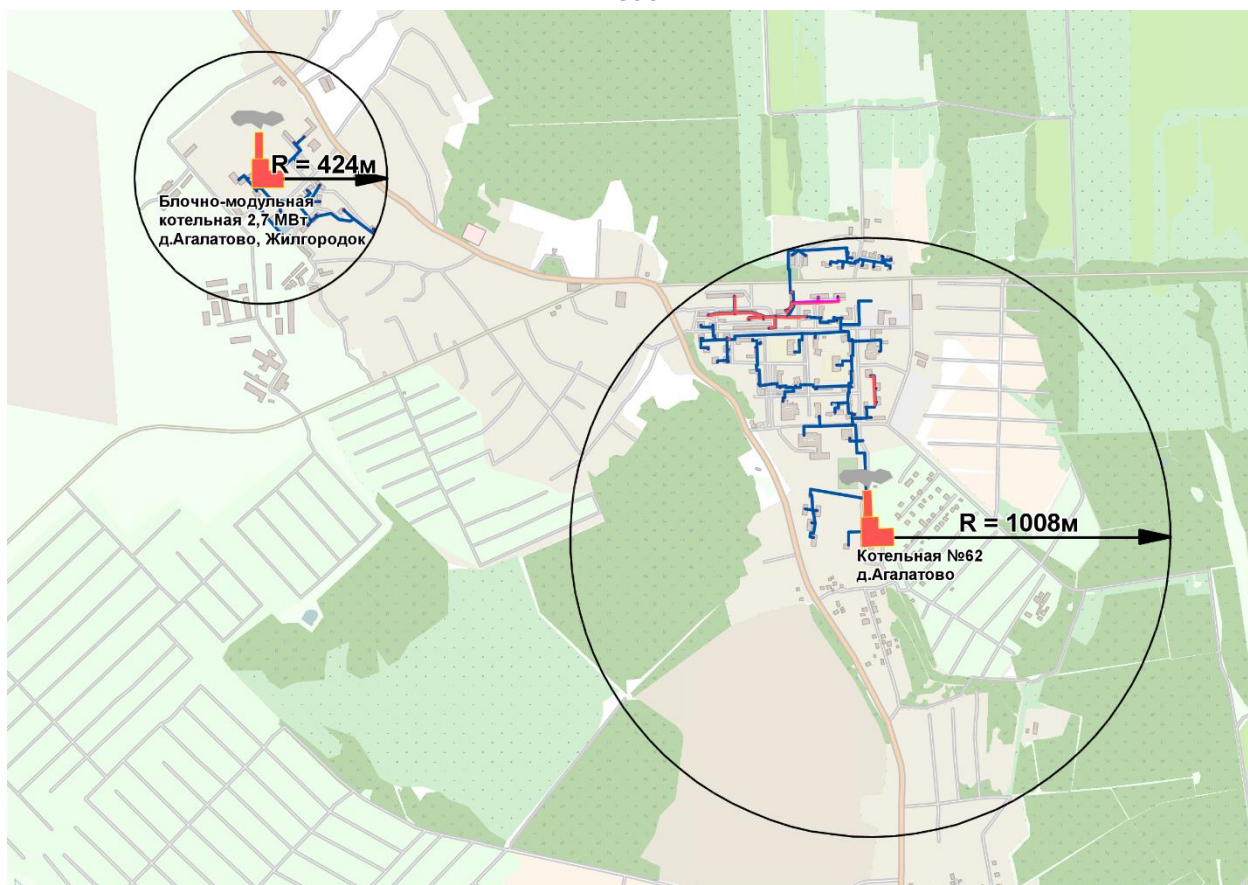 R = 424м
Блочно-модульная
котельная 2,7 МВт,
д.Агалатово, Жилгородок
R = 1008м
Котельная №62
д.Агалатово